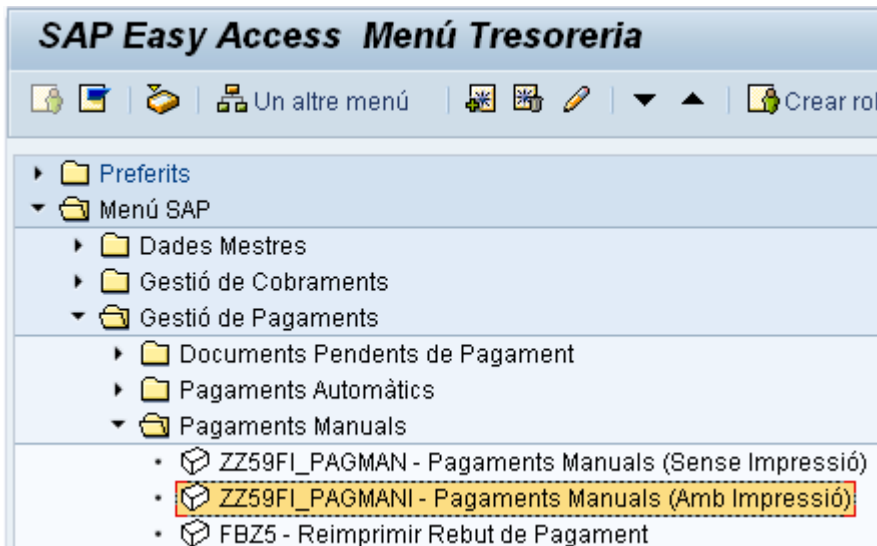 SAP Easy Access Menú Tresoreria
Un altre menú Crear rol
Preferits
Menú SAP
Dades Mestres
Gestió de Cobraments
Gestió de Pagaments
Documents Pendents de Pagament
Pagaments Automàtics
Pagaments Manuals
ZZ59FI_PAGMAN - Pagaments Manuals (Sense Impressió)
ZZ59FI_PAGMANI - Pagaments Manuals (Amb Impressió)
FBZ5 - Reimprimir Rebut de Pagament